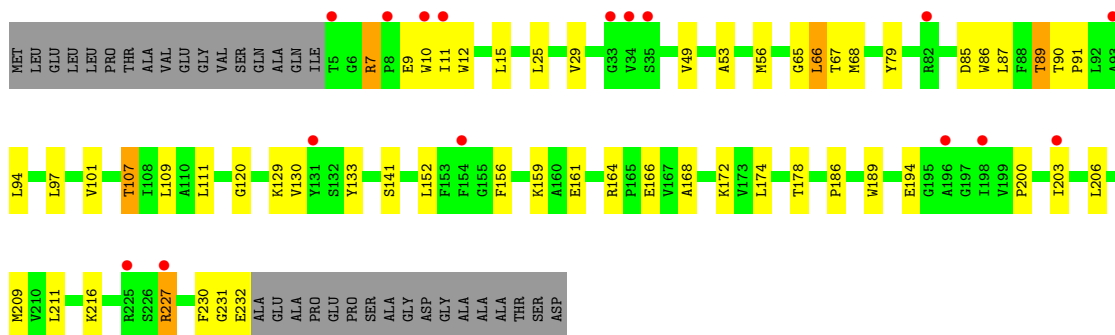 MET LEU GLU LEU LEU PRO THR ALA VAL GLU GLY VAL SER GLN ALA GLN ILE T5 G6 R7 P8 E9 W10 I11 W12 L15 L25 V29 G33 V34 S35 V49 A53 M56 G65 L66 T67 M68 Y79 R82 D85 W86 L87 F88 T89 T90 P91 L92 A93
L94 L97 V101 T107 I108 L109 A110 L111 G120 K129 V130 Y131 S132 Y133 S141 L152 F153 F154 G155 F156 K159 A160 E161 R164 P165 E166 V167 A168 K172 V173 L174 T178 P186 W189 E194 G195 A196 G197 I198 V199 P200 I203 L206
M209 V210 L211 K216 R225 S226 R227 F230 G231 E232 ALA GLU ALA PRO GLU PRO SER ALA GLY ASP GLY ALA ALA ALA THR SER ASP